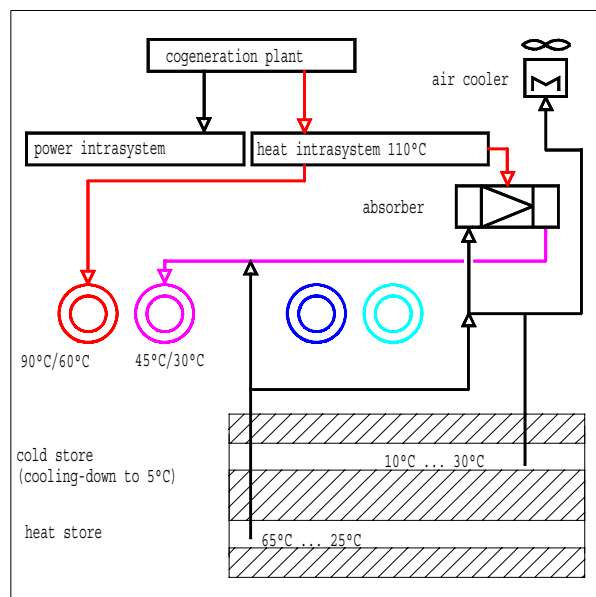 cogeneration plant
air cooler
power intrasystem
heat intrasystem 110°C
absorber
90°C/60°C
45°C/30°C
cold store
(cooling-down to 5°C)
10°C ... 30°C
heat store
65°C ... 25°C